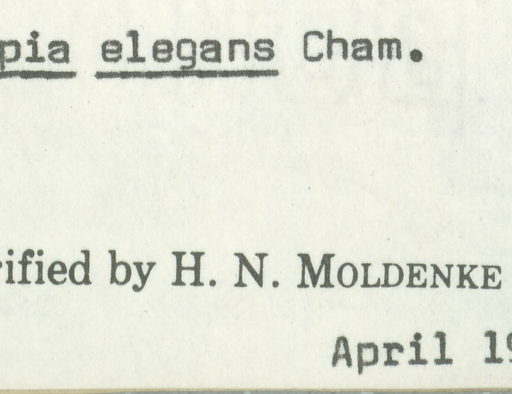 pia elegans Cham.
rified by H. N. MOLDENKE
April 19